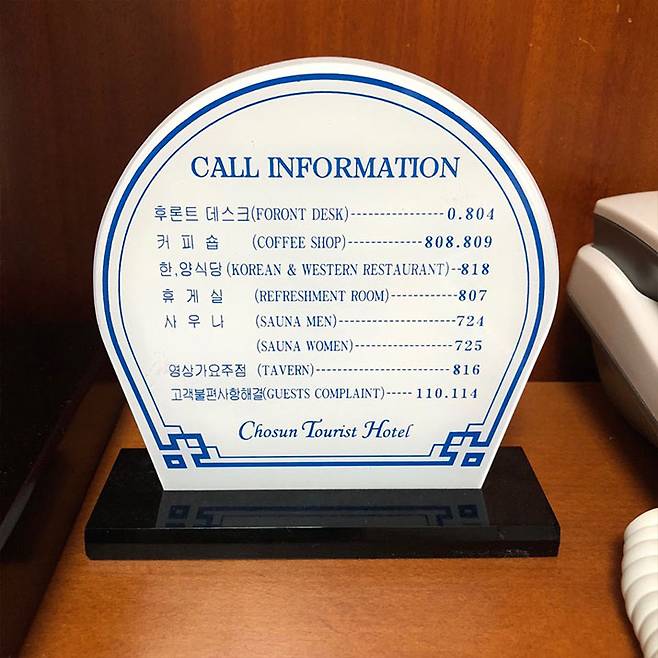 CALL INFORMATION
후론트 데스크(FORONT DESK)----------------0.804
커 피 숍 (COFFEE SHOP)-------------808.809
한,양식당(KOREAN & WESTERN RESTAURANT)--818
휴 게 실 (REFRESHMENT ROOM)-----------807
사 우 나 (SAUNA MEN)--------------------724
(SAUNA WOMEN)-----------------725
영상가요주점 (TAVERN)-----------------------816
고객불편사항해결(GUESTS COMPLAINT)-----110.114
Chosun Tourist Hotel